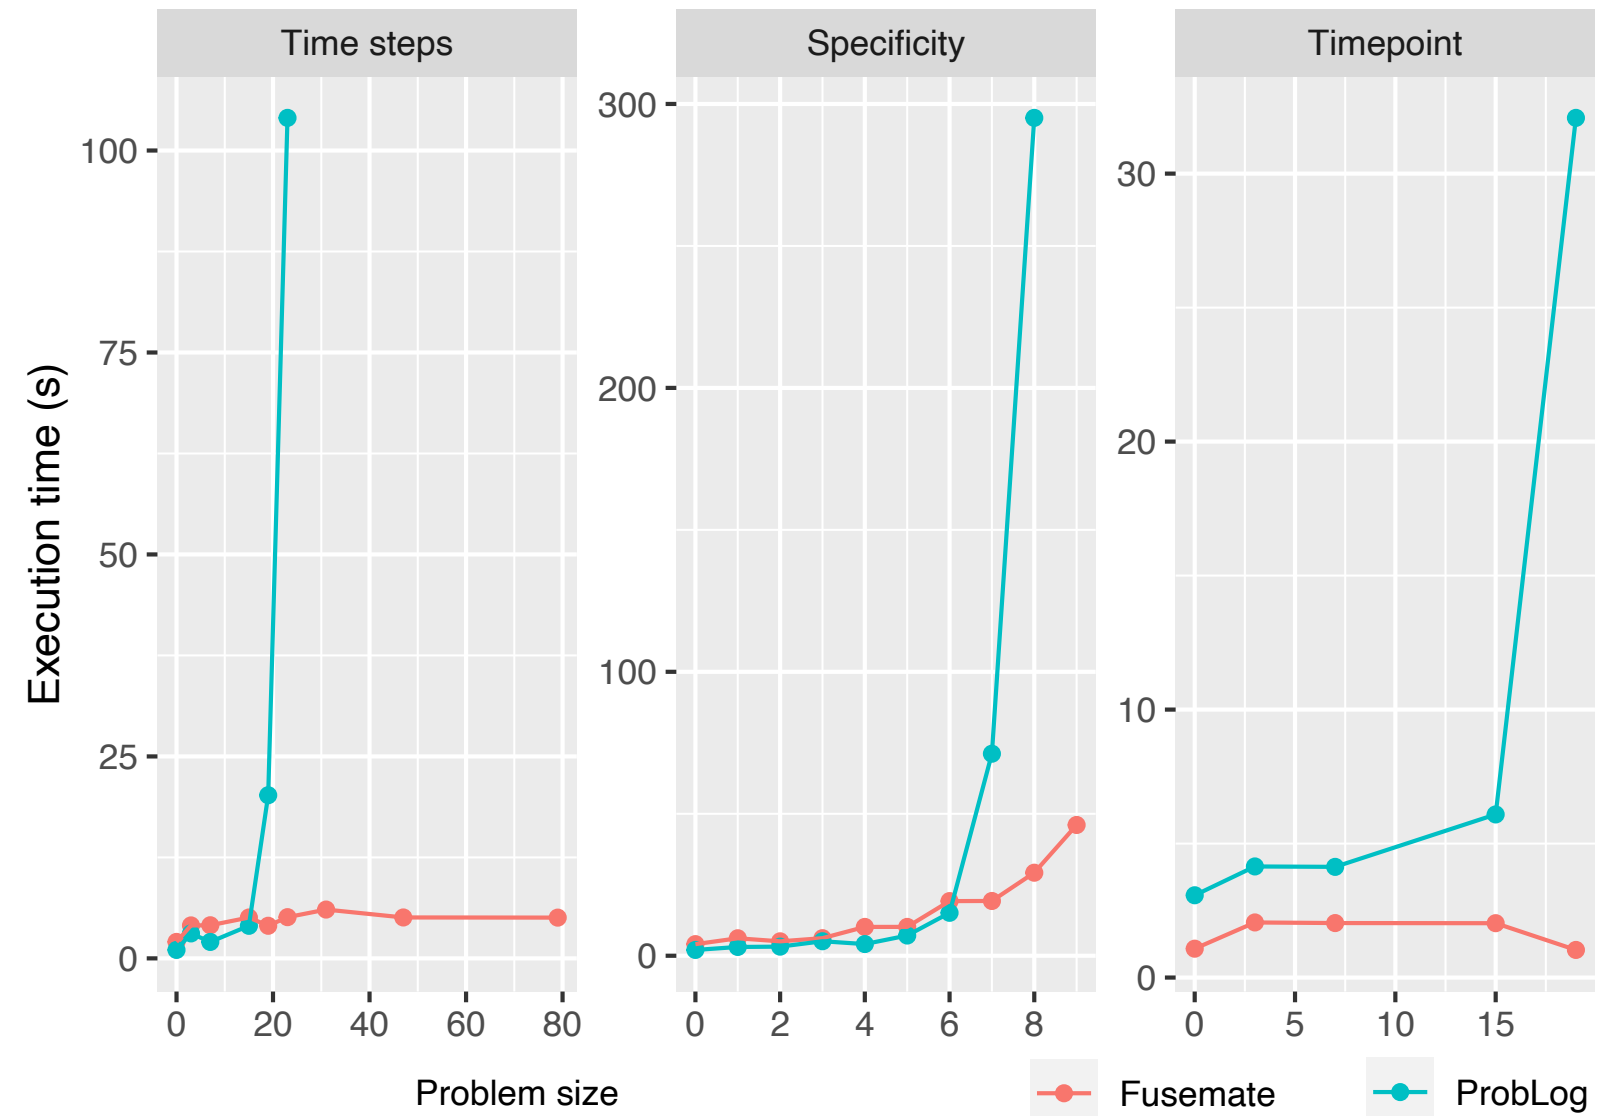 Time steps Specificity Timepoint
Execution time (s)
100
75
50
25
0
300
200
100
0
30
20
10
0
0 20 40 60 80
0 2 4 6 8
0 5 10 15
Problem size
Fusemate ProbLog